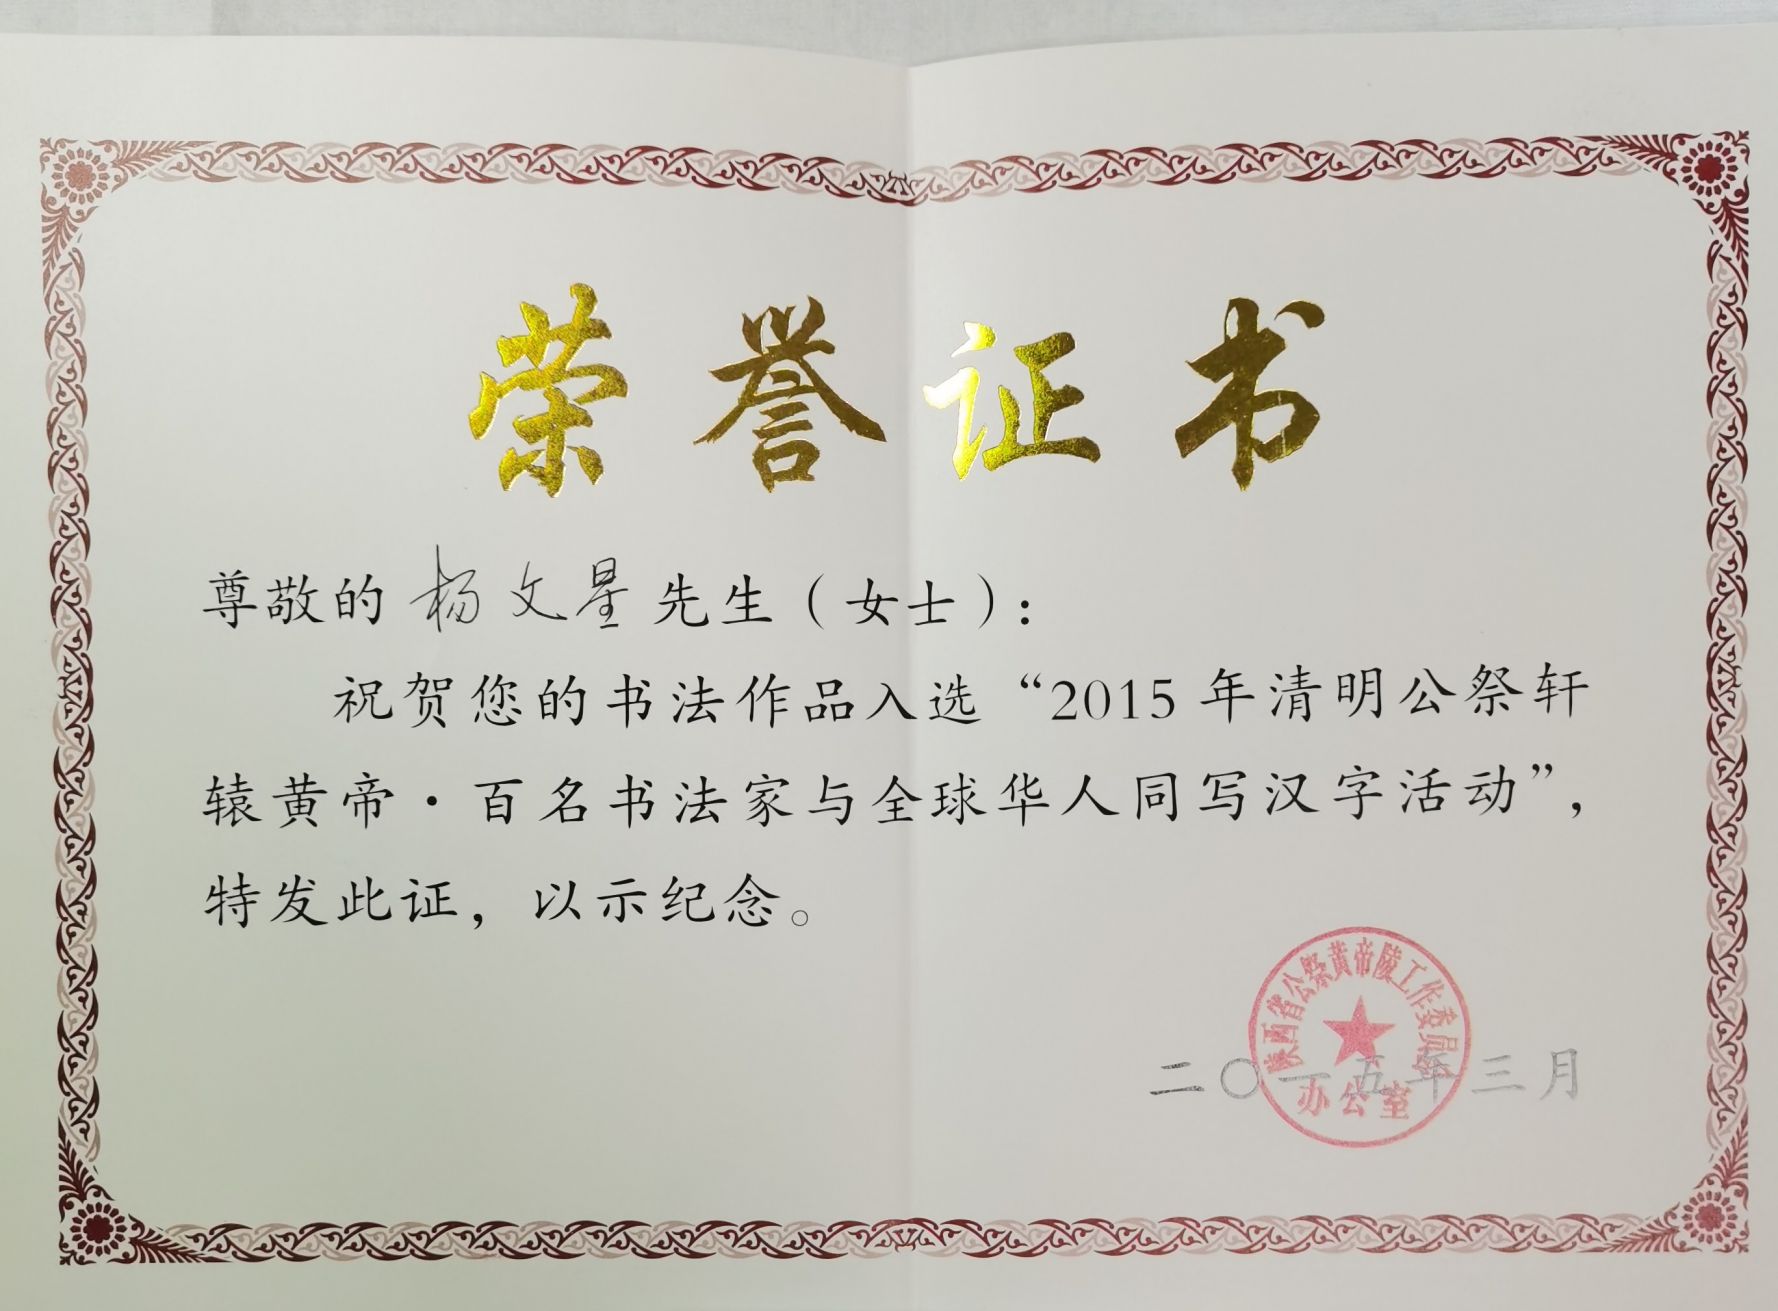 荣誉证书
尊敬的 杨文星 先生（女士）：
祝贺您的书法作品入选“2015年清明公祭轩
辕黄帝·百名书法家与全球华人同写汉字活动”，
特发此证，以示纪念。
陕西省公祭黄帝陵工作委员会
办公室
二〇一五年三月